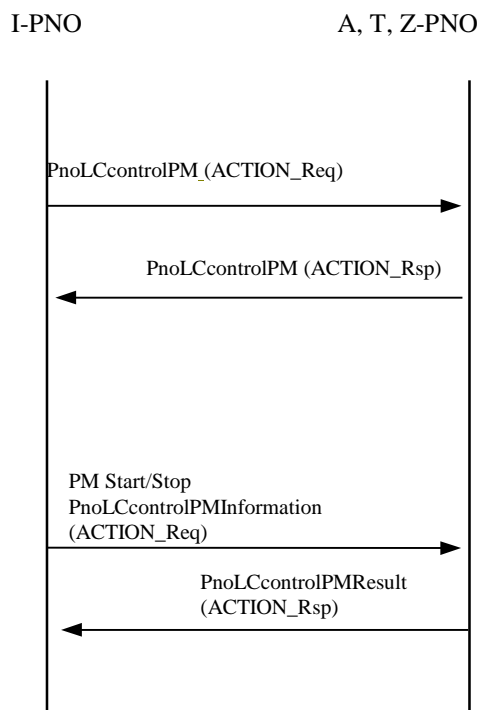 I-PNO
A, T, Z-PNO
PnoLCcontrolPM (ACTION_Req)
PnoLCcontrolPM (ACTION_Rsp)
PM Start/Stop
PnoLCcontrolPMInformation
(ACTION_Req)
PnoLCcontrolPMResult
(ACTION_Rsp)